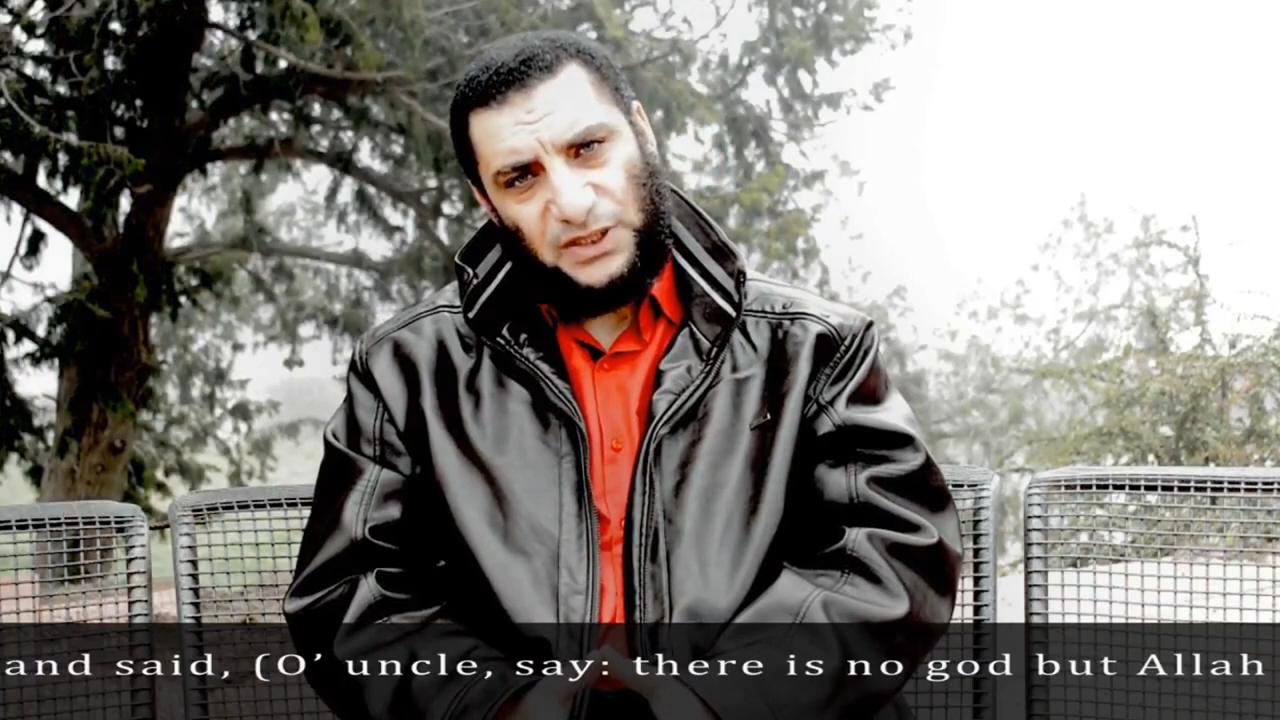 and said, (O’ uncle, say: there is no god but Allah